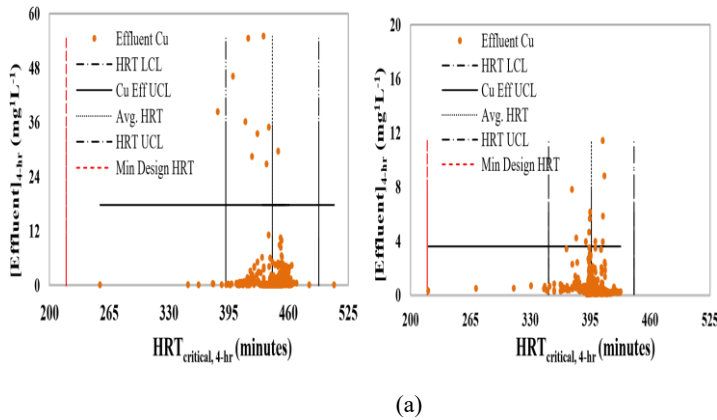 60
48
36
24
12
0
[Effluent]4-hr (mg¹L⁻¹)
Effluent Cu
HRT LCL
Cu Eff UCL
Avg. HRT
HRT UCL
Min Design HRT
200 265 330 395 460 525
HRTcritical, 4-hr (minutes)
20
16
12
8
4
0
[Effluent]4-hr (mg¹L⁻¹)
Effluent Cu
HRT LCL
Cu Eff UCL
Avg. HRT
HRT UCL
Min Design HRT
200 265 330 395 460 525
HRTcritical, 4-hr (minutes)
(a)